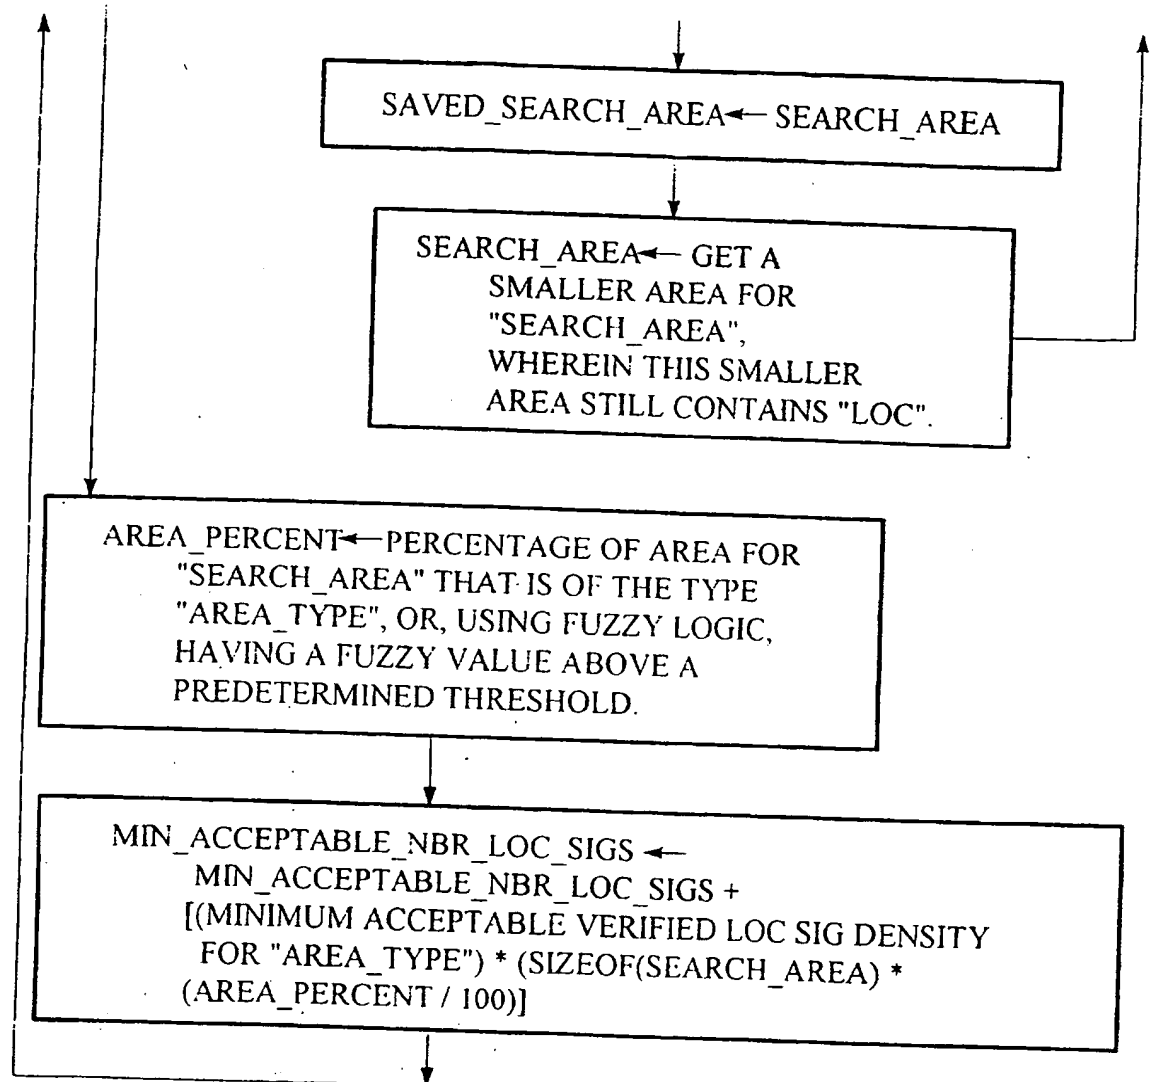 SAVED_SEARCH_AREA← SEARCH_AREA
SEARCH_AREA← GET A
SMALLER AREA FOR
"SEARCH_AREA",
WHEREIN THIS SMALLER
AREA STILL CONTAINS "LOC".
AREA_PERCENT←PERCENTAGE OF AREA FOR
"SEARCH_AREA" THAT IS OF THE TYPE
"AREA_TYPE", OR, USING FUZZY LOGIC,
HAVING A FUZZY VALUE ABOVE A
PREDETERMINED THRESHOLD.
MIN_ACCEPTABLE_NBR_LOC_SIGS ←
MIN_ACCEPTABLE_NBR_LOC_SIGS +
[(MINIMUM ACCEPTABLE VERIFIED LOC SIG DENSITY
FOR "AREA_TYPE") * (SIZEOF(SEARCH_AREA) *
(AREA_PERCENT / 100)]